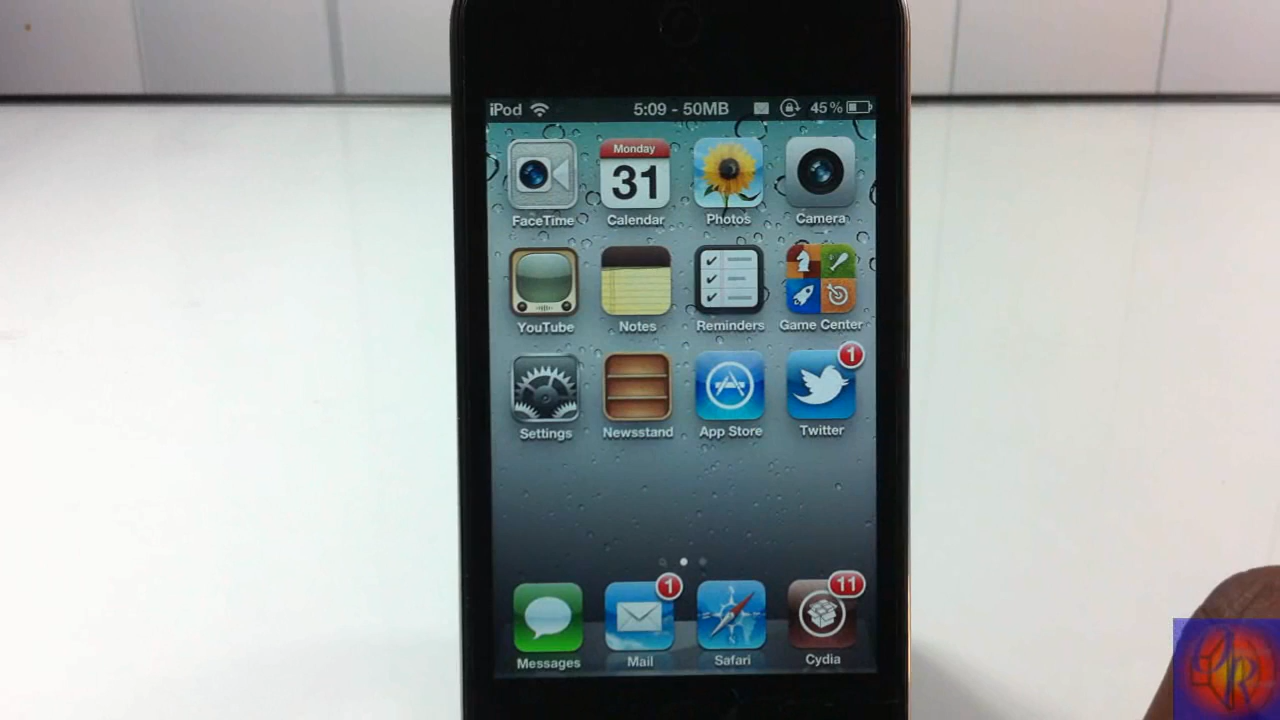 iPod 5:09 - 50MB 45%
Monday
31
FaceTime Calendar Photos Camera
YouTube Notes Reminders Game Center
1
Settings Newsstand App Store Twitter
1 11
Messages Mail Safari Cydia